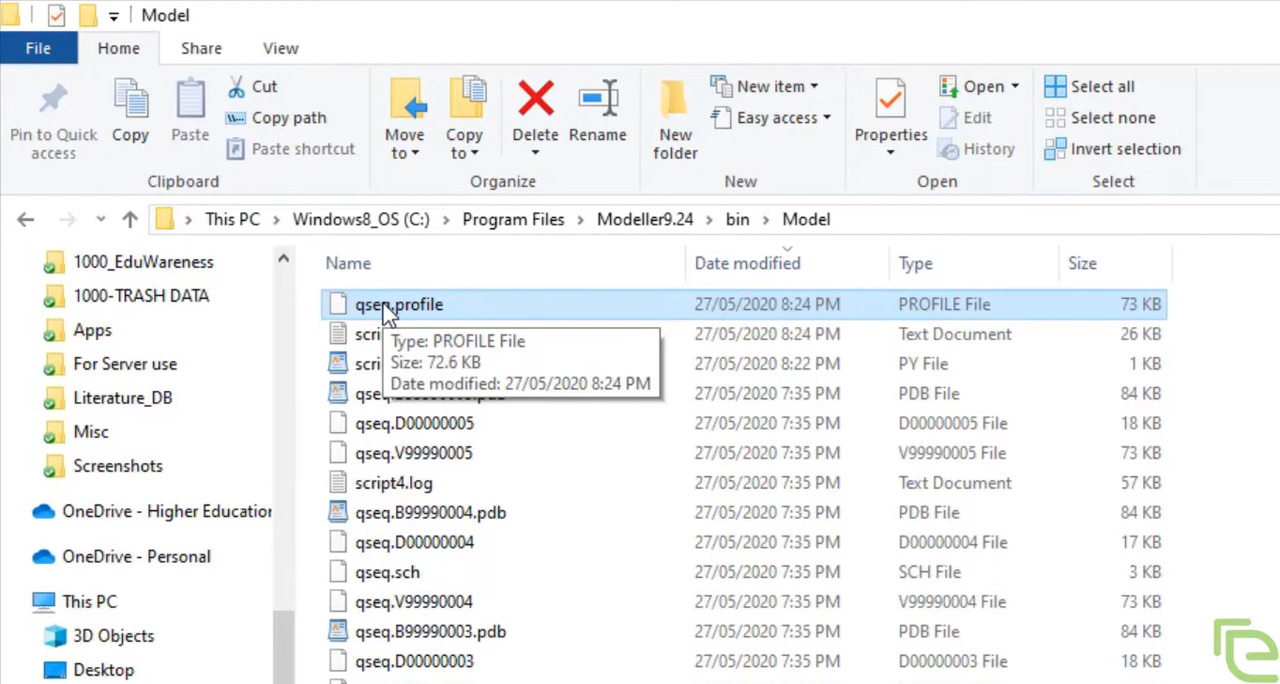 Model
File Home Share View
Pin to Quick access
Copy
Paste
Cut
Copy path
Paste shortcut
Clipboard
Move to
Copy to
Delete
Rename
Organize
New folder
New item
Easy access
New
Properties
Open
Edit
History
Open
Select all
Select none
Invert selection
Select
This PC > Windows8_OS (C:) > Program Files > Modeller9.24 > bin > Model
1000_EduWareness
1000-TRASH DATA
Apps
For Server use
Literature_DB
Misc
Screenshots
OneDrive - Higher Education
OneDrive - Personal
This PC
3D Objects
Desktop
Name Date modified Type Size
qseq.profile 27/05/2020 8:24 PM PROFILE File 73 KB
27/05/2020 8:24 PM Text Document 26 KB
27/05/2020 8:22 PM PY File 1 KB
27/05/2020 7:35 PM PDB File 84 KB
Type: PROFILE File
Size: 72.6 KB
Date modified: 27/05/2020 8:24 PM
qseq.D00000005 27/05/2020 7:35 PM D00000005 File 18 KB
qseq.V99990005 27/05/2020 7:35 PM V99990005 File 73 KB
script4.log 27/05/2020 7:35 PM Text Document 57 KB
qseq.B99990004.pdb 27/05/2020 7:35 PM PDB File 84 KB
qseq.D00000004 27/05/2020 7:35 PM D00000004 File 17 KB
qseq.sch 27/05/2020 7:35 PM SCH File 3 KB
qseq.V99990004 27/05/2020 7:35 PM V99990004 File 73 KB
qseq.B99990003.pdb 27/05/2020 7:35 PM PDB File 84 KB
qseq.D00000003 27/05/2020 7:35 PM D00000003 File 18 KB